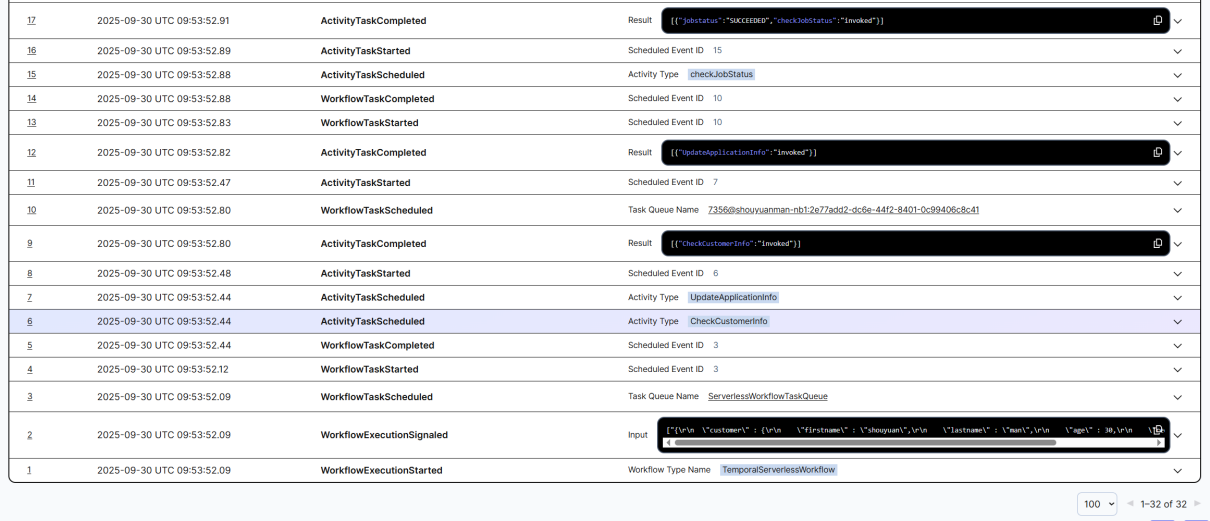 17 2025-09-30 UTC 09:53:52.91 ActivityTaskCompleted Result [{"jobstatus":"SUCCEEDED","checkJobStatus":"invoked"}]
16 2025-09-30 UTC 09:53:52.89 ActivityTaskStarted Scheduled Event ID 15
15 2025-09-30 UTC 09:53:52.88 ActivityTaskScheduled Activity Type checkJobStatus
14 2025-09-30 UTC 09:53:52.88 WorkflowTaskCompleted Scheduled Event ID 10
13 2025-09-30 UTC 09:53:52.83 WorkflowTaskStarted Scheduled Event ID 10
12 2025-09-30 UTC 09:53:52.82 ActivityTaskCompleted Result [{"UpdateApplicationInfo":"invoked"}]
11 2025-09-30 UTC 09:53:52.47 ActivityTaskStarted Scheduled Event ID 7
10 2025-09-30 UTC 09:53:52.80 WorkflowTaskScheduled Task Queue Name 7356@shouyuanman-nb1:2e77add2-dc6e-44f2-8401-0c99406c8c41
9 2025-09-30 UTC 09:53:52.80 ActivityTaskCompleted Result [{"CheckCustomerInfo":"invoked"}]
8 2025-09-30 UTC 09:53:52.48 ActivityTaskStarted Scheduled Event ID 6
7 2025-09-30 UTC 09:53:52.44 ActivityTaskScheduled Activity Type UpdateApplicationInfo
6 2025-09-30 UTC 09:53:52.44 ActivityTaskScheduled Activity Type CheckCustomerInfo
5 2025-09-30 UTC 09:53:52.44 WorkflowTaskCompleted Scheduled Event ID 3
4 2025-09-30 UTC 09:53:52.12 WorkflowTaskStarted Scheduled Event ID 3
3 2025-09-30 UTC 09:53:52.09 WorkflowTaskScheduled Task Queue Name ServerlessWorkflowTaskQueue
2 2025-09-30 UTC 09:53:52.09 WorkflowExecutionSignaled Input ["{\r\n \"customer\" : {\r\n \"firstname\" : \"shouyuan\",\r\n \"lastname\" : \"man\",\r\n \"age\" : 30,\r\n
1 2025-09-30 UTC 09:53:52.09 WorkflowExecutionStarted Workflow Type Name TemporalServerlessWorkflow
100 1–32 of 32